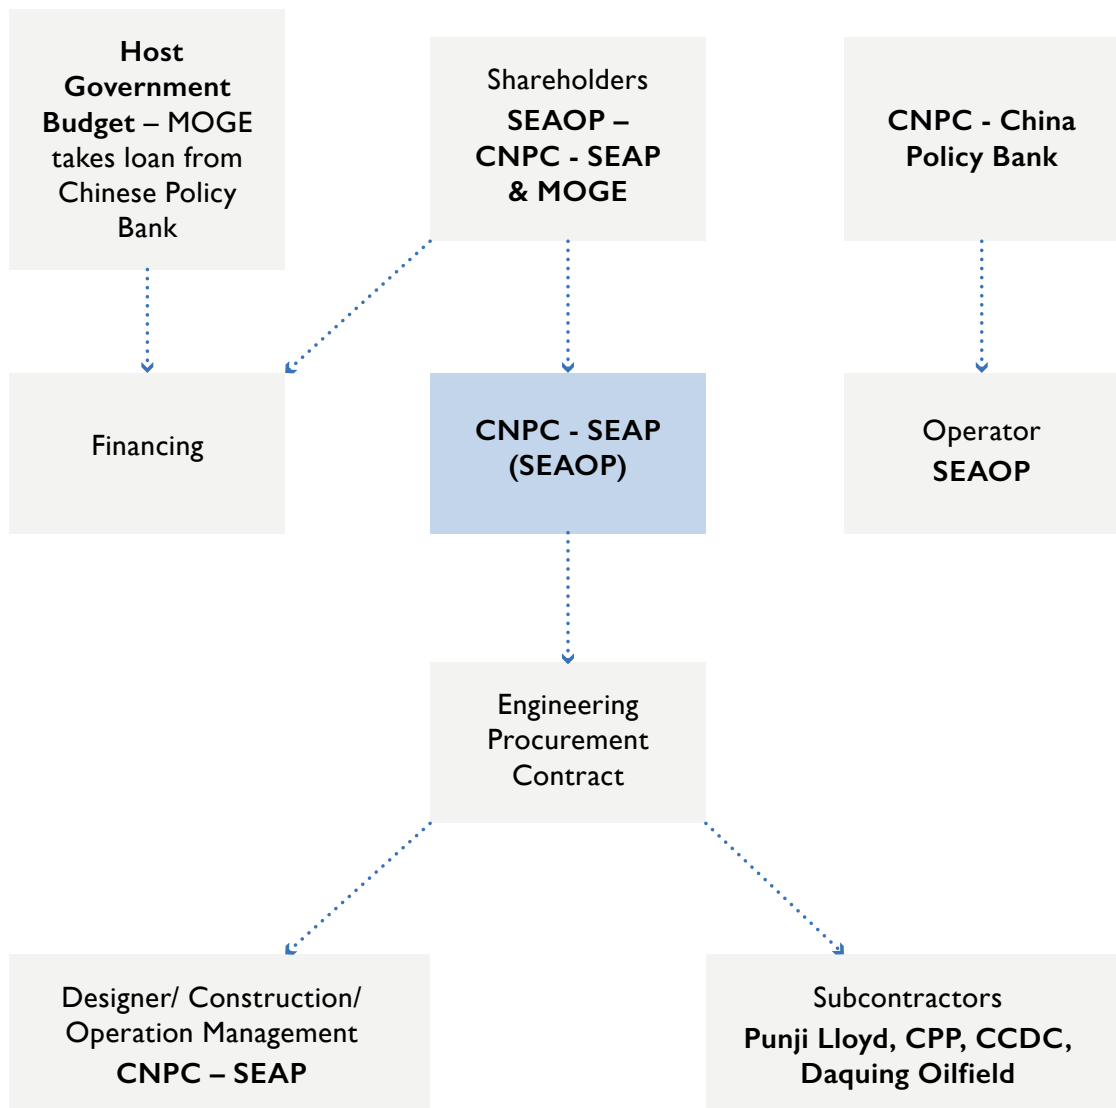 Host
Government
Budget – MOGE
takes loan from
Chinese Policy
Bank
Shareholders
SEAOP –
CNPC - SEAP
& MOGE
CNPC - China
Policy Bank
Financing
CNPC - SEAP
(SEAOP)
Operator
SEAOP
Engineering
Procurement
Contract
Designer/ Construction/
Operation Management
CNPC – SEAP
Subcontractors
Punji Lloyd, CPP, CCDC,
Daquing Oilfield